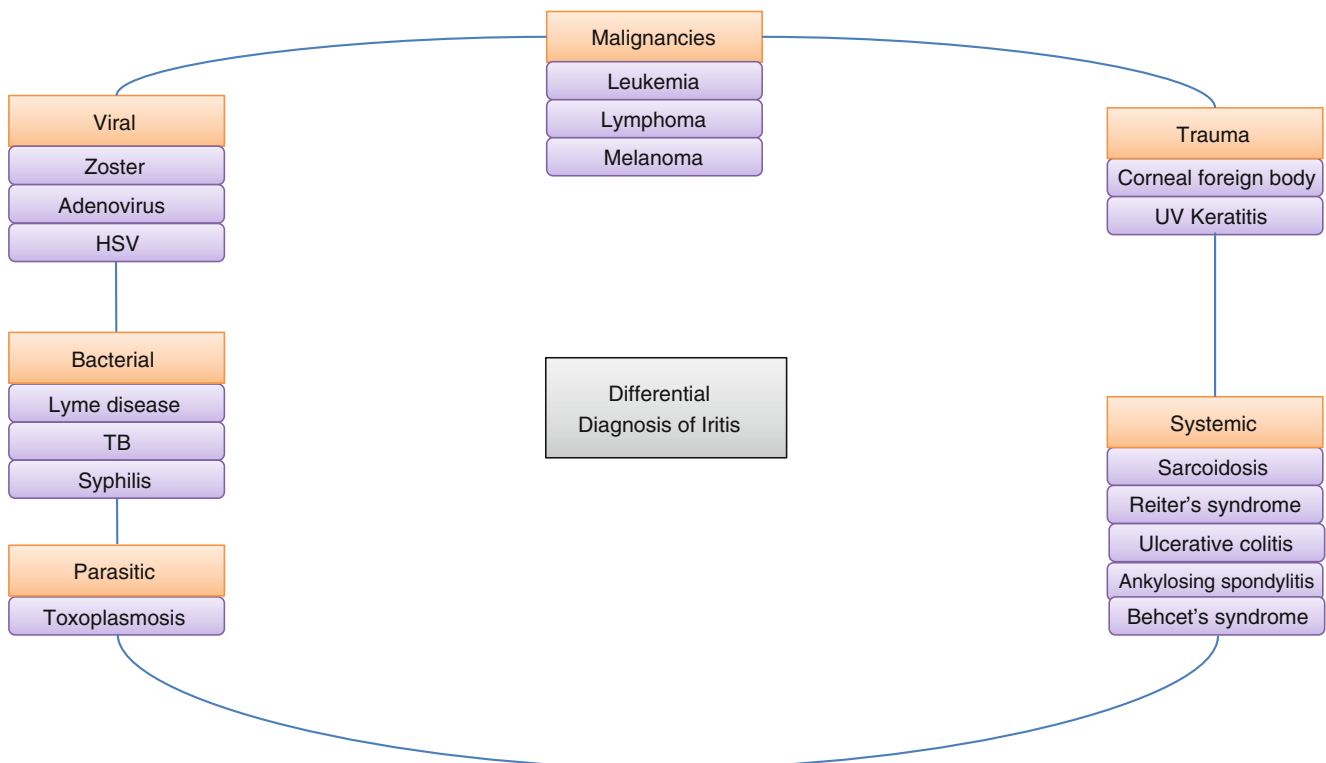 Malignancies
Leukemia
Lymphoma
Melanoma
Viral
Zoster
Adenovirus
HSV
Trauma
Corneal foreign body
UV Keratitis
Bacterial
Lyme disease
TB
Syphilis
Differential
Diagnosis of Iritis
Systemic
Sarcoidosis
Reiter's syndrome
Ulcerative colitis
Ankylosing spondylitis
Behcet's syndrome
Parasitic
Toxoplasmosis